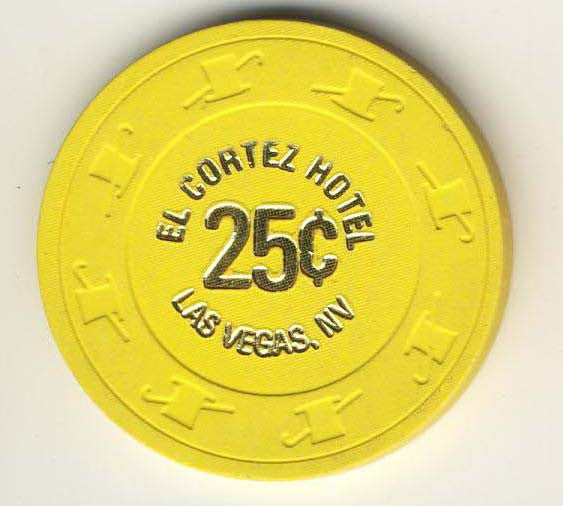 EL CORTEZ HOTEL
25¢
LAS VEGAS, NV